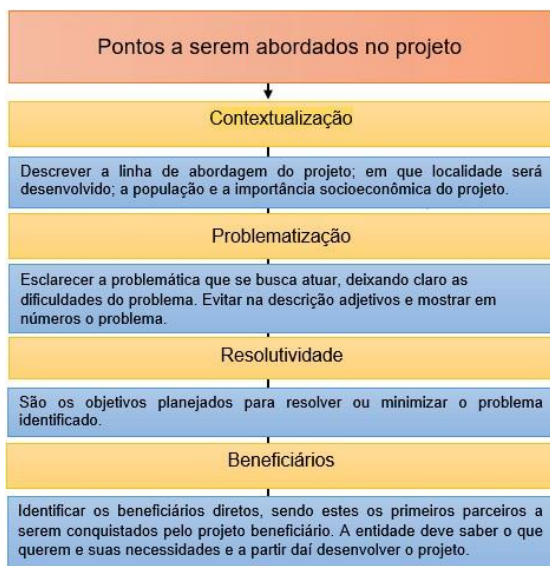 Pontos a serem abordados no projeto
Contextualização
Descrever a linha de abordagem do projeto; em que localidade será
desenvolvido; a população e a importância socioeconômica do projeto.
Problematização
Esclarecer a problemática que se busca atuar, deixando claro as
dificuldades do problema. Evitar na descrição adjetivos e mostrar em
números o problema.
Resolutividade
São os objetivos planejados para resolver ou minimizar o problema
identificado.
Beneficiários
Identificar os beneficiários diretos, sendo estes os primeiros parceiros a
serem conquistados pelo projeto beneficiário. A entidade deve saber o que
querem e suas necessidades e a partir daí desenvolver o projeto.